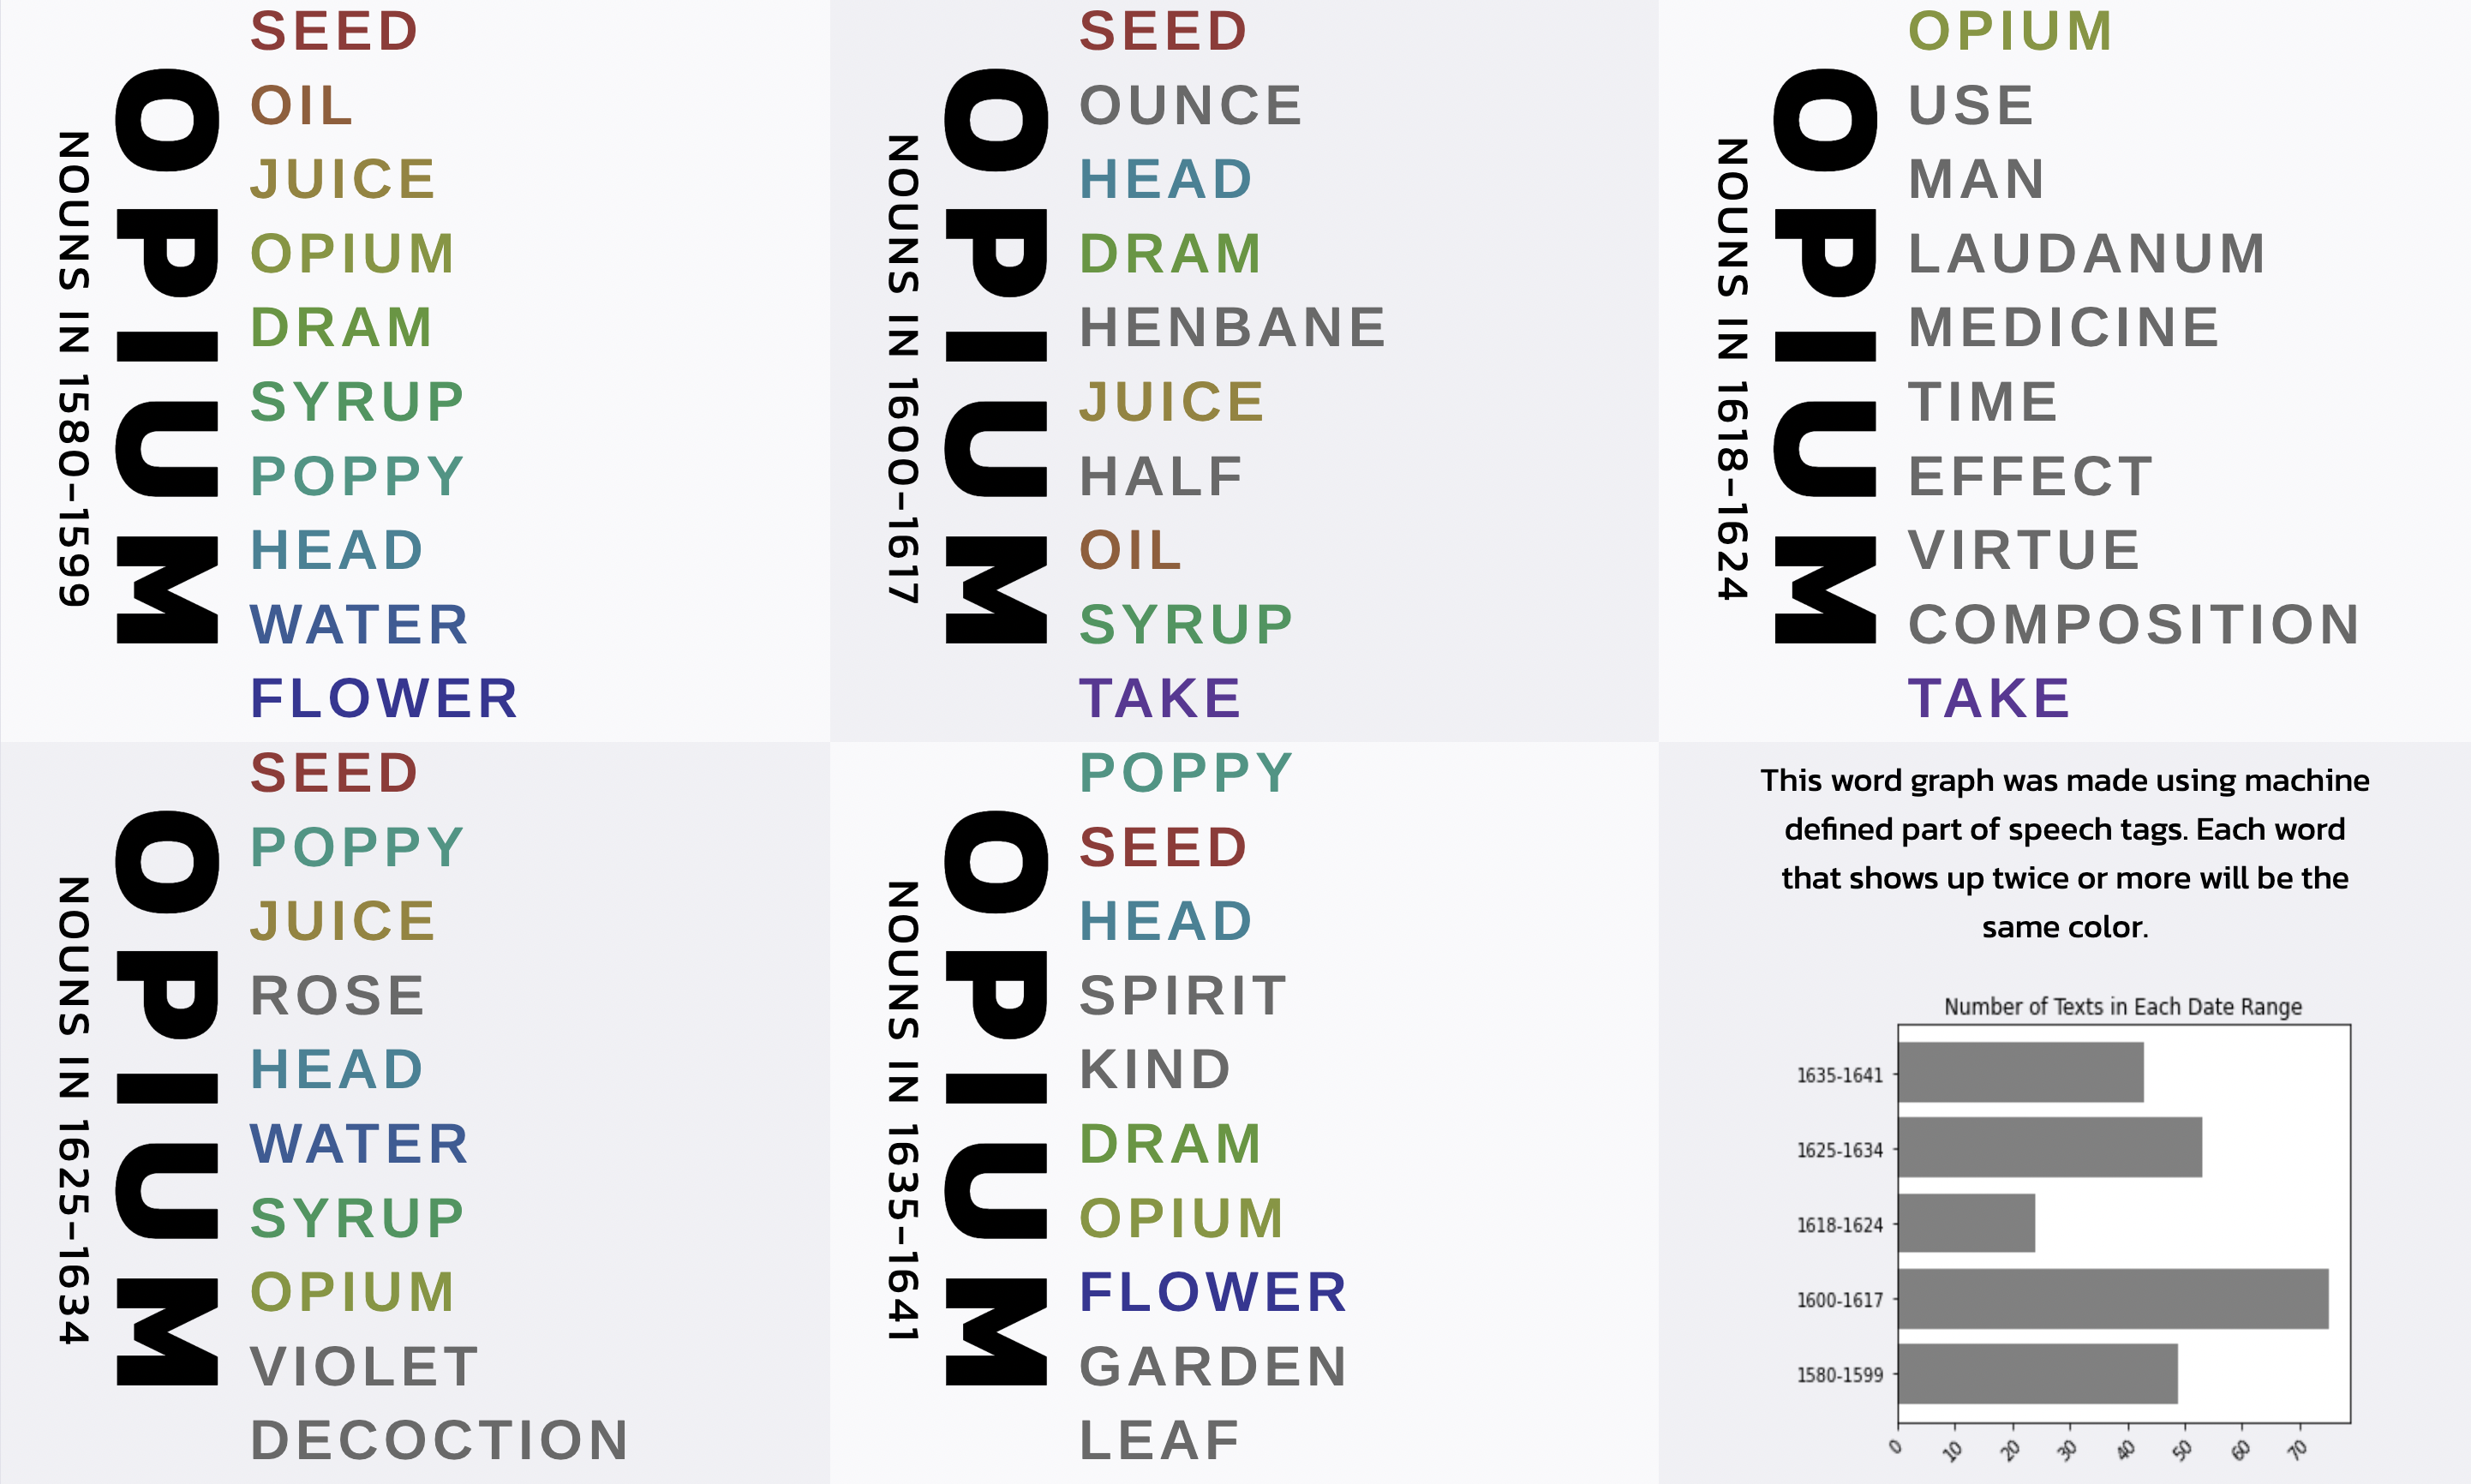 NOUNS IN 1580-1599
OPIUM
SEED
OIL
JUICE
OPIUM
DRAM
SYRUP
POPPY
HEAD
WATER
FLOWER
NOUNS IN 1600-1617
OPIUM
SEED
OUNCE
HEAD
DRAM
HENBANE
JUICE
HALF
OIL
SYRUP
TAKE
NOUNS IN 1618-1624
OPIUM
OPIUM
USE
MAN
LAUDANUM
MEDICINE
TIME
EFFECT
VIRTUE
COMPOSITION
TAKE
NOUNS IN 1625-1634
OPIUM
SEED
POPPY
JUICE
ROSE
HEAD
WATER
SYRUP
OPIUM
VIOLET
DECOCTION
NOUNS IN 1635-1641
OPIUM
POPPY
SEED
HEAD
SPIRIT
KIND
DRAM
OPIUM
FLOWER
GARDEN
LEAF
This word graph was made using machine
defined part of speech tags. Each word
that shows up twice or more will be the
same color.
Number of Texts in Each Date Range
1635-1641
1625-1634
1618-1624
1600-1617
1580-1599
0 10 20 30 40 50 60 70